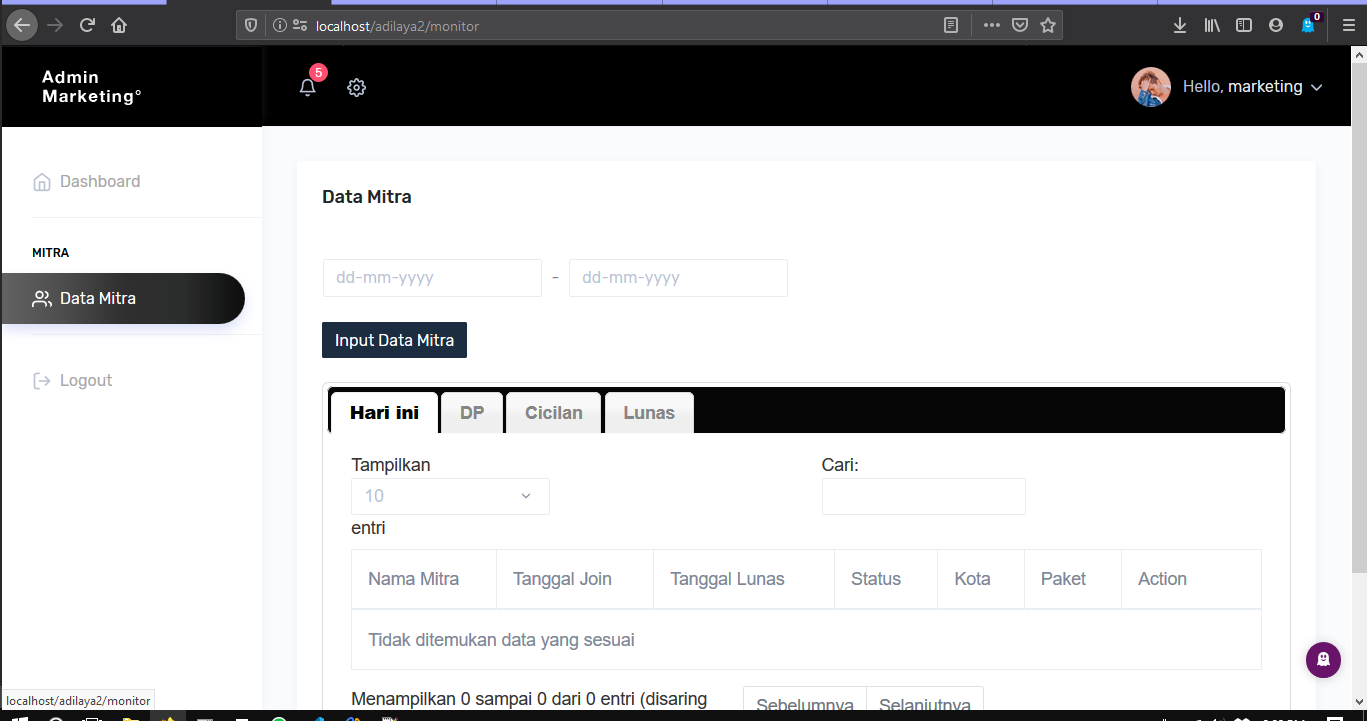 localhost/adilaya2/monitor
Admin
Marketing°
5
Hello, marketing
0
Dashboard
MITRA
Data Mitra
Logout
Data Mitra
dd-mm-yyyy - dd-mm-yyyy
Input Data Mitra
Hari ini DP Cicilan Lunas
Tampilkan Cari:
10
entri
Nama Mitra Tanggal Join Tanggal Lunas Status Kota Paket Action
Tidak ditemukan data yang sesuai
Menampilkan 0 sampai 0 dari 0 entri (disaring Sebelumnya Selanjutnya
localhost/adilaya2/monitor